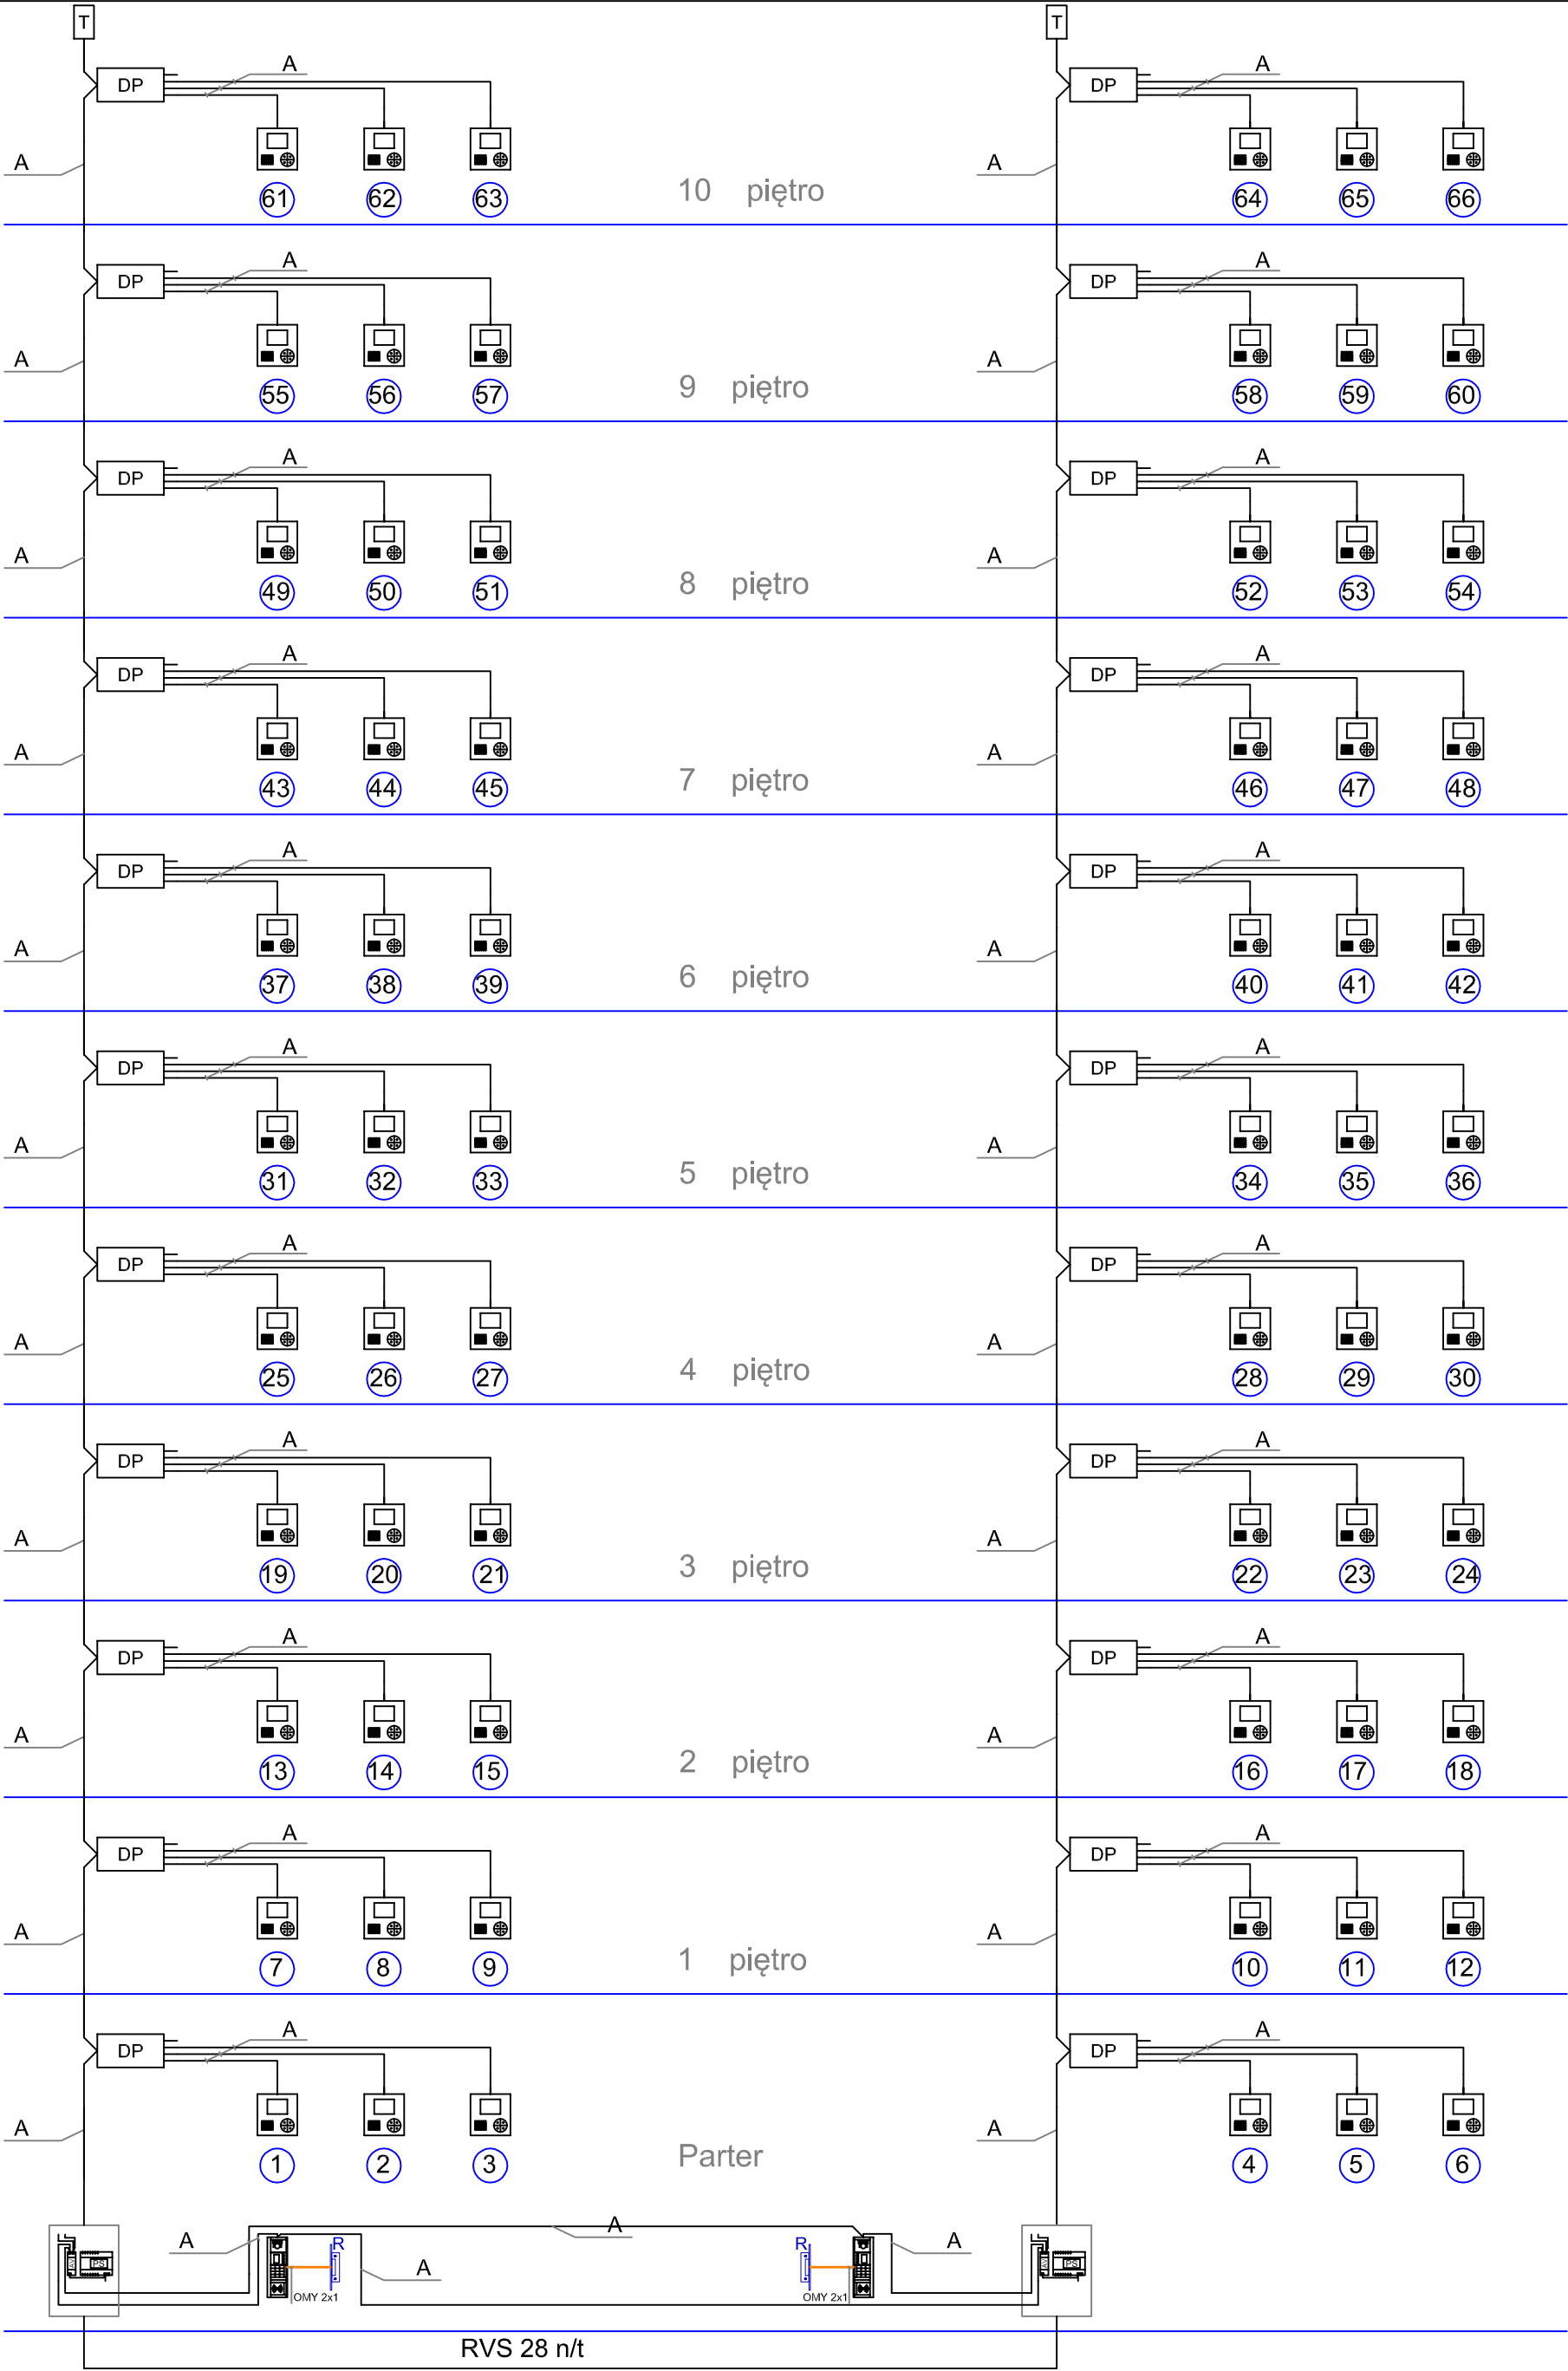 T T
A A
DP DP
A A
61 62 63 10 piętro 64 65 66
A A
DP DP
A A
55 56 57 9 piętro 58 59 60
A A
DP DP
A A
49 50 51 8 piętro 52 53 54
A A
DP DP
A A
43 44 45 7 piętro 46 47 48
A A
DP DP
A A
37 38 39 6 piętro 40 41 42
A A
DP DP
A A
31 32 33 5 piętro 34 35 36
A A
DP DP
A A
25 26 27 4 piętro 28 29 30
A A
DP DP
A A
19 20 21 3 piętro 22 23 24
A A
DP DP
A A
13 14 15 2 piętro 16 17 18
A A
DP DP
A A
7 8 9 1 piętro 10 11 12
A A
DP DP
A A
1 2 3 Parter 4 5 6
A A A
R R
A
PS PS
OMY 2x1 OMY 2x1
RVS 28 n/t